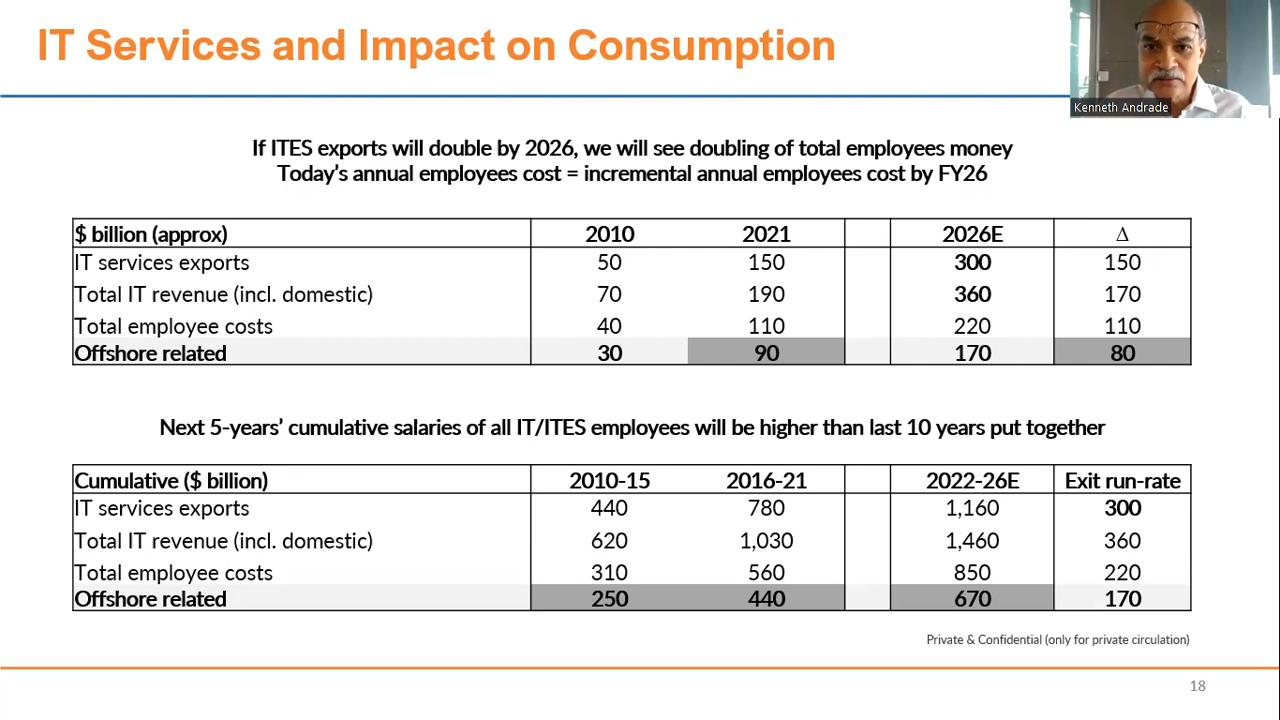 IT Services and Impact on Consumption
Kenneth Andrade
If ITES exports will double by 2026, we will see doubling of total employees money
Today's annual employees cost = incremental annual employees cost by FY26
$ billion (approx) 2010 2021 2026E Δ
IT services exports 50 150 300 150
Total IT revenue (incl. domestic) 70 190 360 170
Total employee costs 40 110 220 110
Offshore related 30 90 170 80
Next 5-years' cumulative salaries of all IT/ITES employees will be higher than last 10 years put together
Cumulative ($ billion) 2010-15 2016-21 2022-26E Exit run-rate
IT services exports 440 780 1,160 300
Total IT revenue (incl. domestic) 620 1,030 1,460 360
Total employee costs 310 560 850 220
Offshore related 250 440 670 170
Private & Confidential (only for private circulation)
18